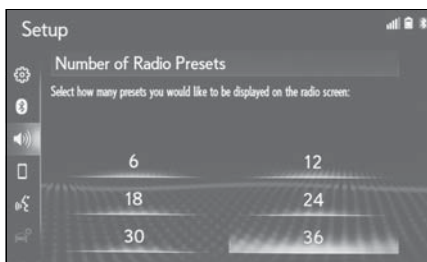 Setup
Number of Radio Presets
Select how many presets you would like to be displayed on the radio screen:
6 12
18 24
30 36